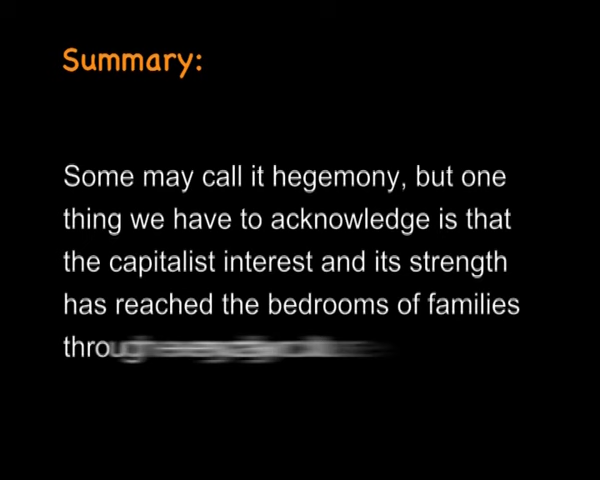 Summary:
Some may call it hegemony, but one
thing we have to acknowledge is that
the capitalist interest and its strength
has reached the bedrooms of families